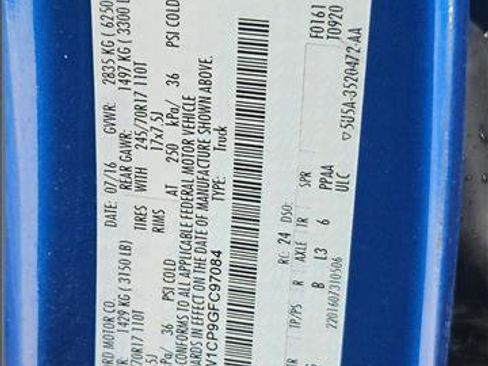 RD MOTOR CO. DATE: 07/16 GVWR: 2835 KG (6250
R 1429 KG (3150 LB) REAR GAWR: 1497 KG (3300 L
70R17 110T TIRES WITH 245/70R17 110T
5J RIMS 17x7.5J
Pa/ 36 PSI COLD AT 250 kPa/ 36 PSI COLD
CONFORMS TO ALL APPLICABLE FEDERAL MOTOR VEHICLE
ARDS IN EFFECT ON THE DATE OF MANUFACTURE SHOWN ABOVE.
V1CP9GFC97084 TYPE: Truck
F0161
T0920
RC: 24 DSO:
TR TP/PS R AXLE TR SPR
B L3 6 PPAA
ULC
2201607310506 ▽5U5A-3520472-AA